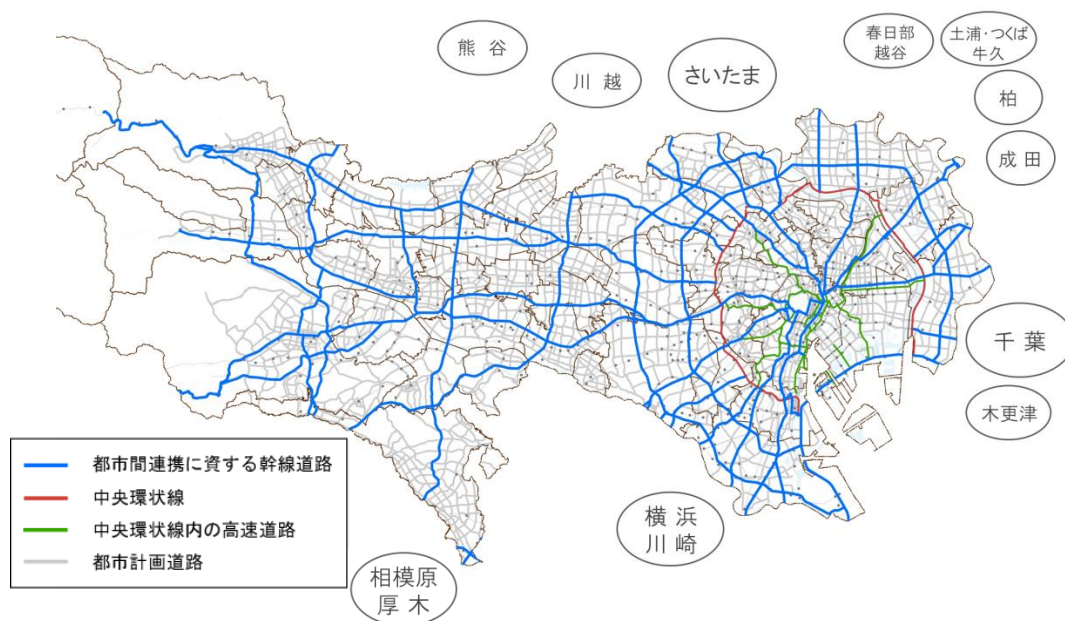 熊 谷
川 越
さいたま
春日部
越谷
土浦・つくば
牛久
柏
成 田
千 葉
木更津
横 浜
川 崎
相模原
厚 木
都市間連携に資する幹線道路
中央環状線
中央環状線内の高速道路
都市計画道路